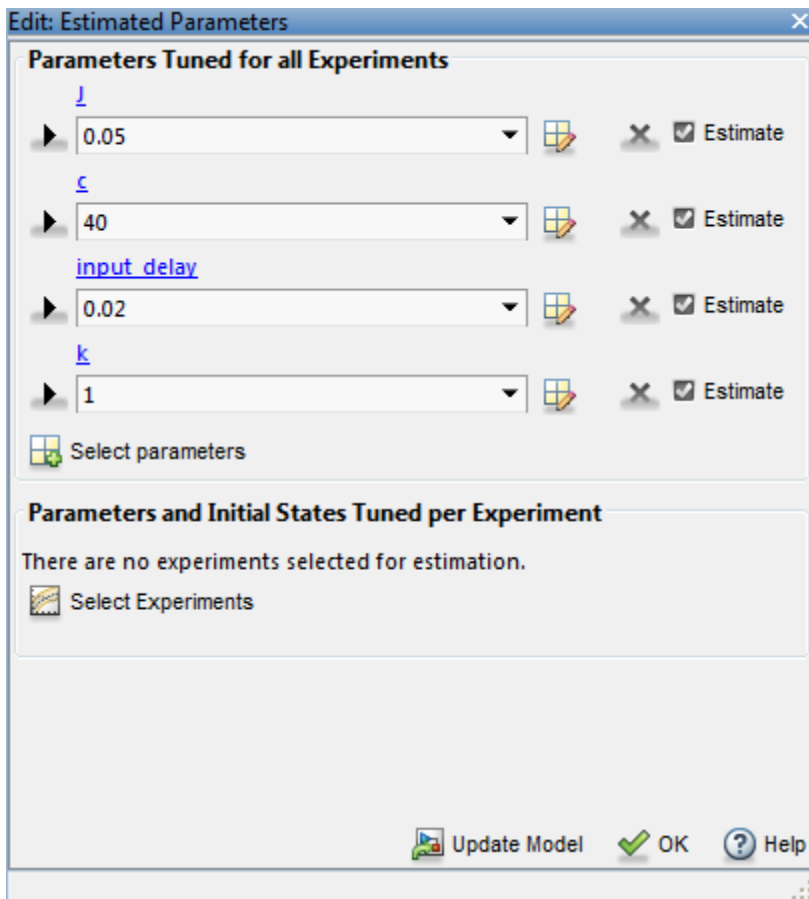 Edit: Estimated Parameters
Parameters Tuned for all Experiments
J
0.05 Estimate
c
40 Estimate
input_delay
0.02 Estimate
k
1 Estimate
Select parameters
Parameters and Initial States Tuned per Experiment
There are no experiments selected for estimation.
Select Experiments
Update Model OK Help